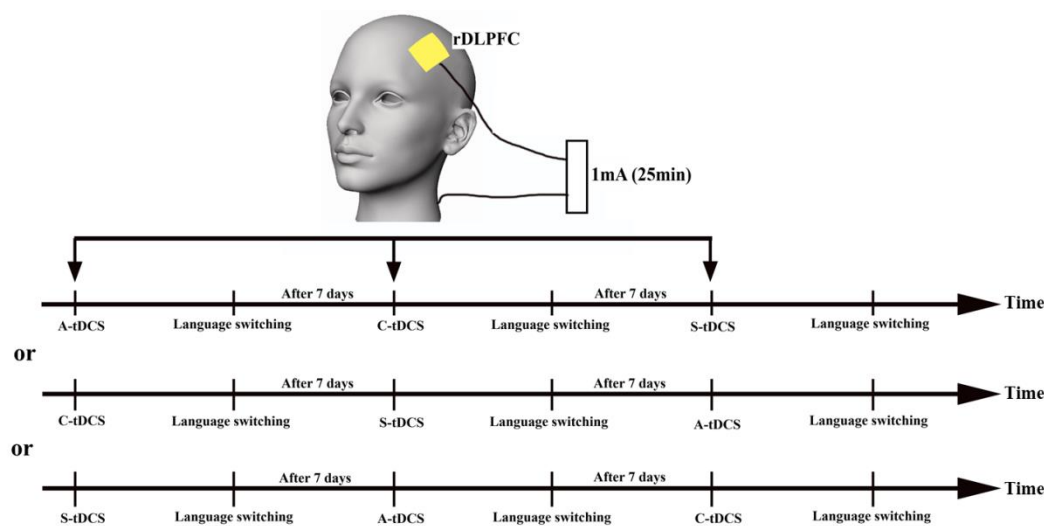 rDLPFC
1mA (25min)
After 7 days After 7 days Time
A-tDCS Language switching C-tDCS Language switching S-tDCS Language switching
or
After 7 days After 7 days Time
C-tDCS Language switching S-tDCS Language switching A-tDCS Language switching
or
After 7 days After 7 days Time
S-tDCS Language switching A-tDCS Language switching C-tDCS Language switching